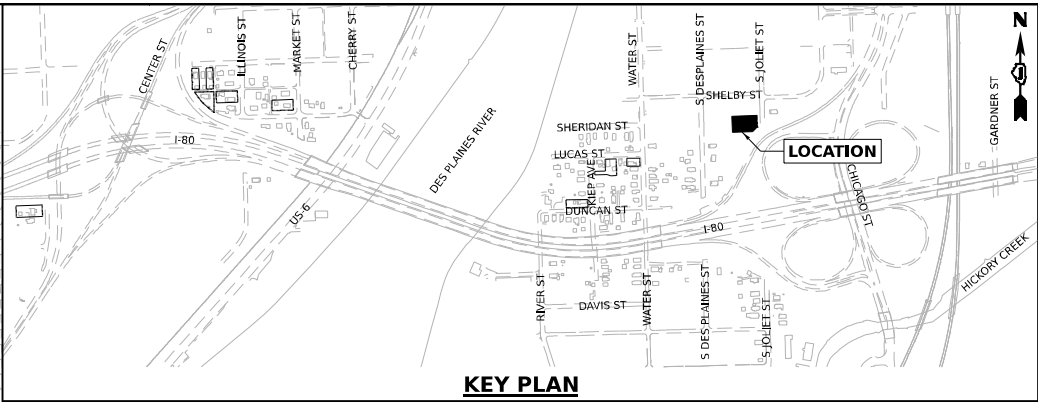 CENTER ST
ILLINOIS ST
MARKET ST
CHERRY ST
WATER ST
S DESPLAINES ST
S JOLIET ST
N
GARDNER ST
SHELBY ST
SHERIDAN ST
LOCATION
I-80
DES PLAINES RIVER
LUCAS ST
KIEP AVE
CHICAGO ST
US-6
DUNCAN ST
I-80
HICKORY CREEK
RIVER ST
DAVIS ST
WATER ST
S DES PLAINES ST
S JOLIET ST
KEY PLAN